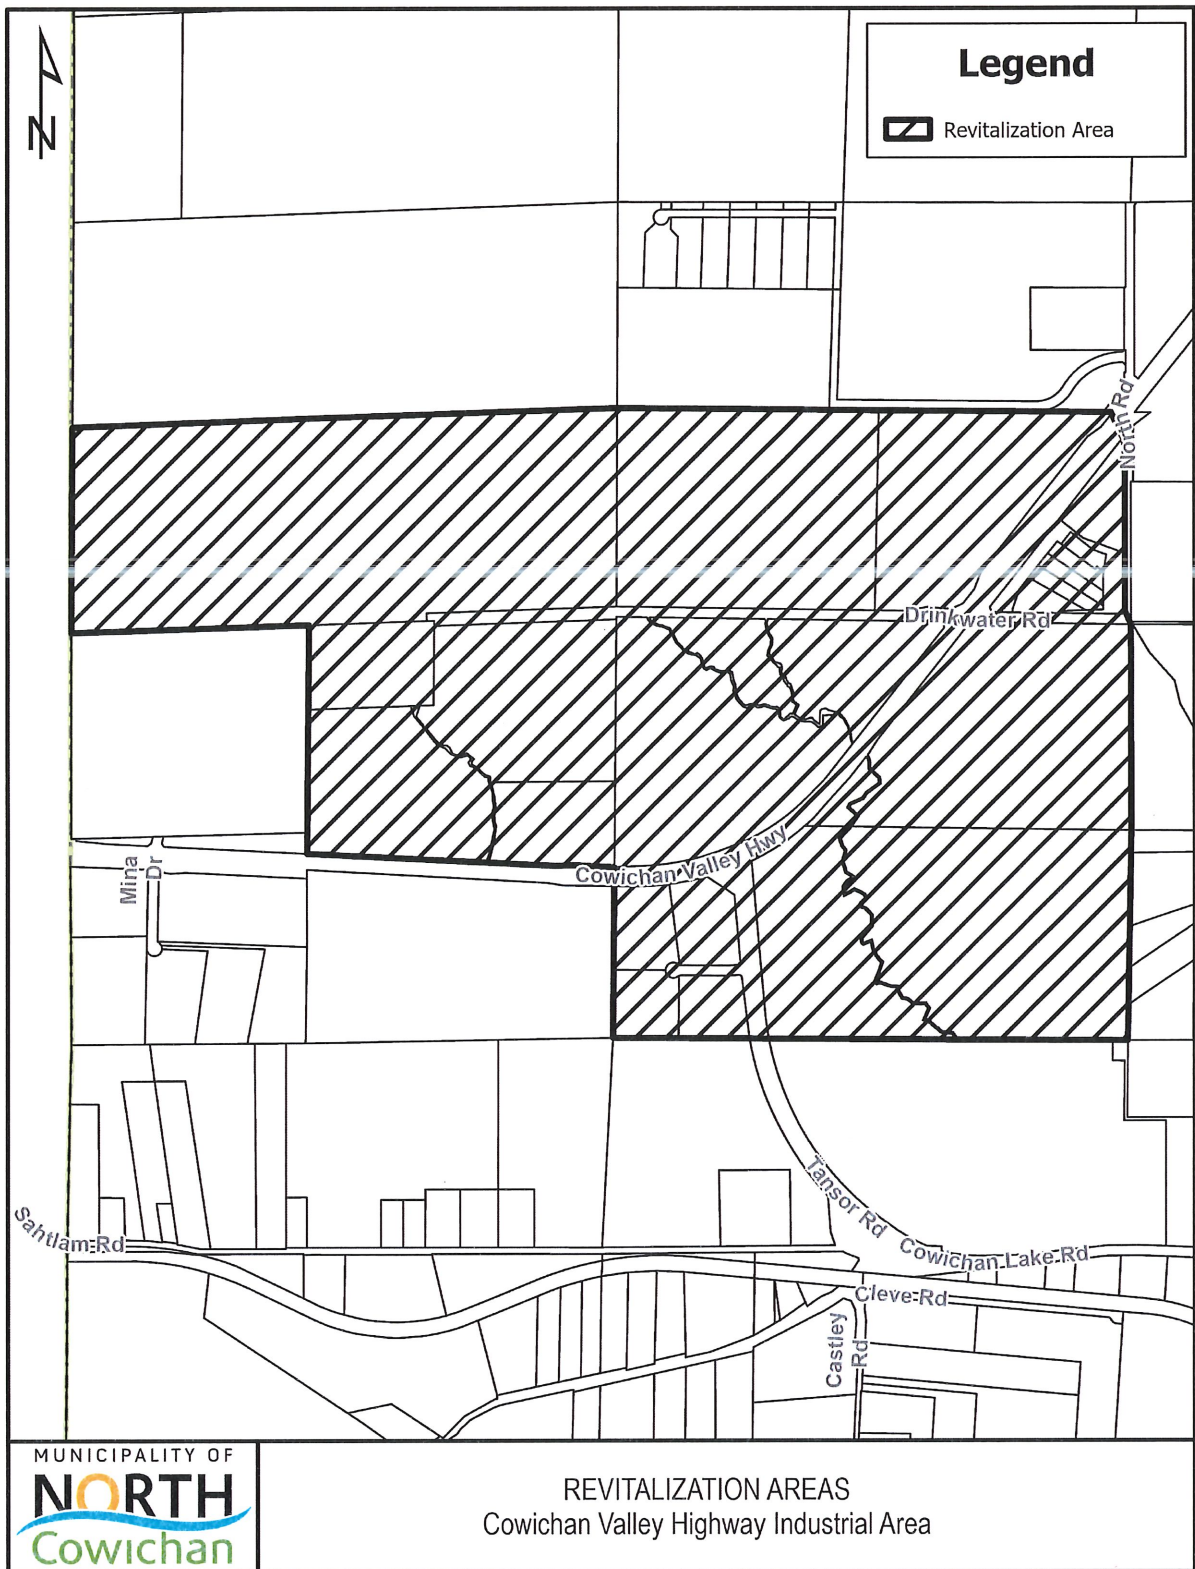 N
Legend
Revitalization Area
North Rd
Drinkwater Rd
Cowichan Valley Hwy
Mina
Dr
Tansor Rd
Sahtlam Rd
Cowichan Lake Rd
Cleve Rd
Castley
Rd
MUNICIPALITY OF
NORTH
Cowichan
REVITALIZATION AREAS
Cowichan Valley Highway Industrial Area